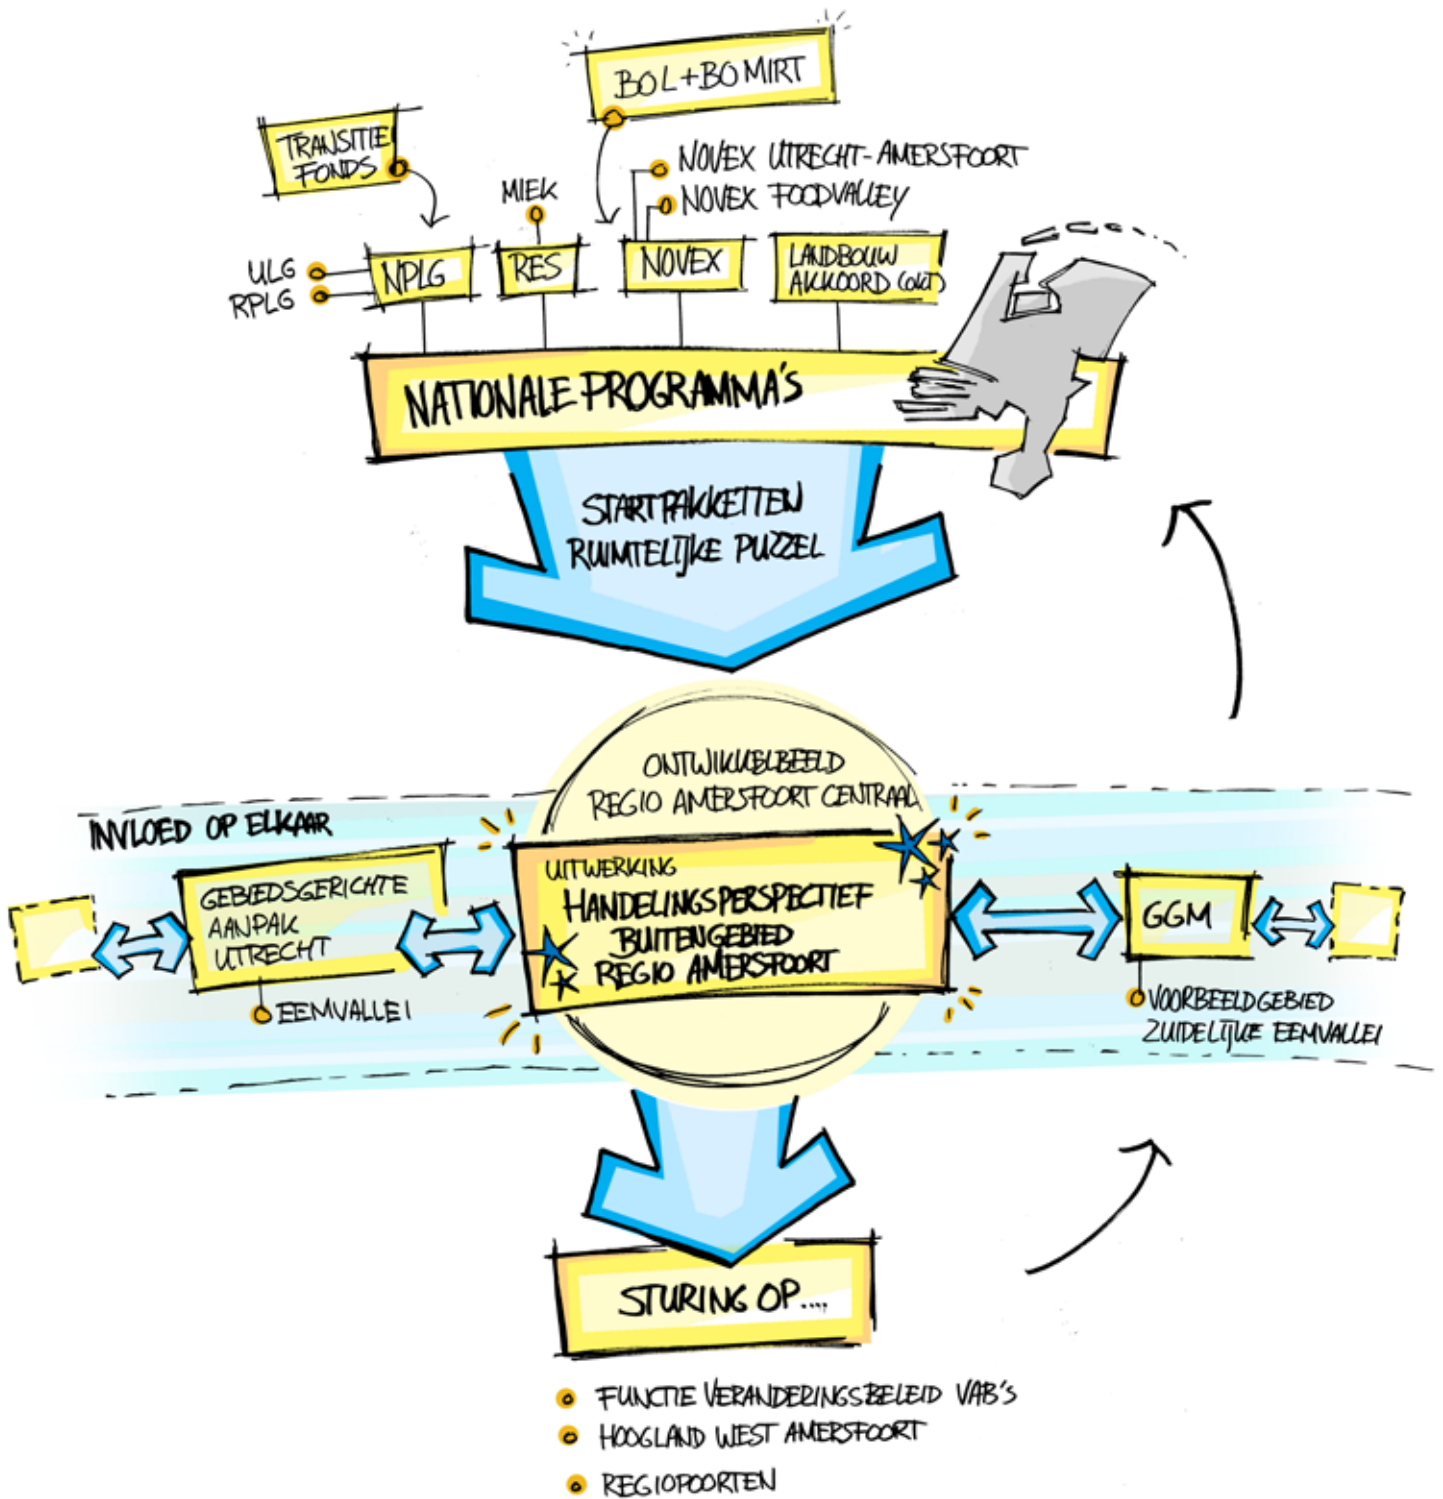 BOL+BO MIRT
TRANSITIE
FONDS
NOVEX UTRECHT-AMERSFOORT
NOVEX FOODVALLEY
MIEK
ULG
RPLG
NPLG
RES
NOVEX
LANDBOUW
AKKOORD (OKT)
NATIONALE PROGRAMMA'S
STARTPAKKETTEN
RUIMTELIJKE PUZZEL
ONTWIKKELBEELD
REGIO AMERSFOORT CENTRAAL
INVLOED OP ELKAAR
GEBIEDSGERICHTE
AANPAK
UTRECHT
EEMVALLEI
UITWERKING
HANDELINGSPERSPECTIEF
BUITENGEBIED
REGIO AMERSFOORT
GGM
VOORBEELDGEBIED
ZUIDELIJKE EEMVALLEI
STURING OP....
FUNCTIE VERANDERINGSBELEID VAB'S
HOOGLAND WEST AMERSFOORT
REGIOPOORTEN